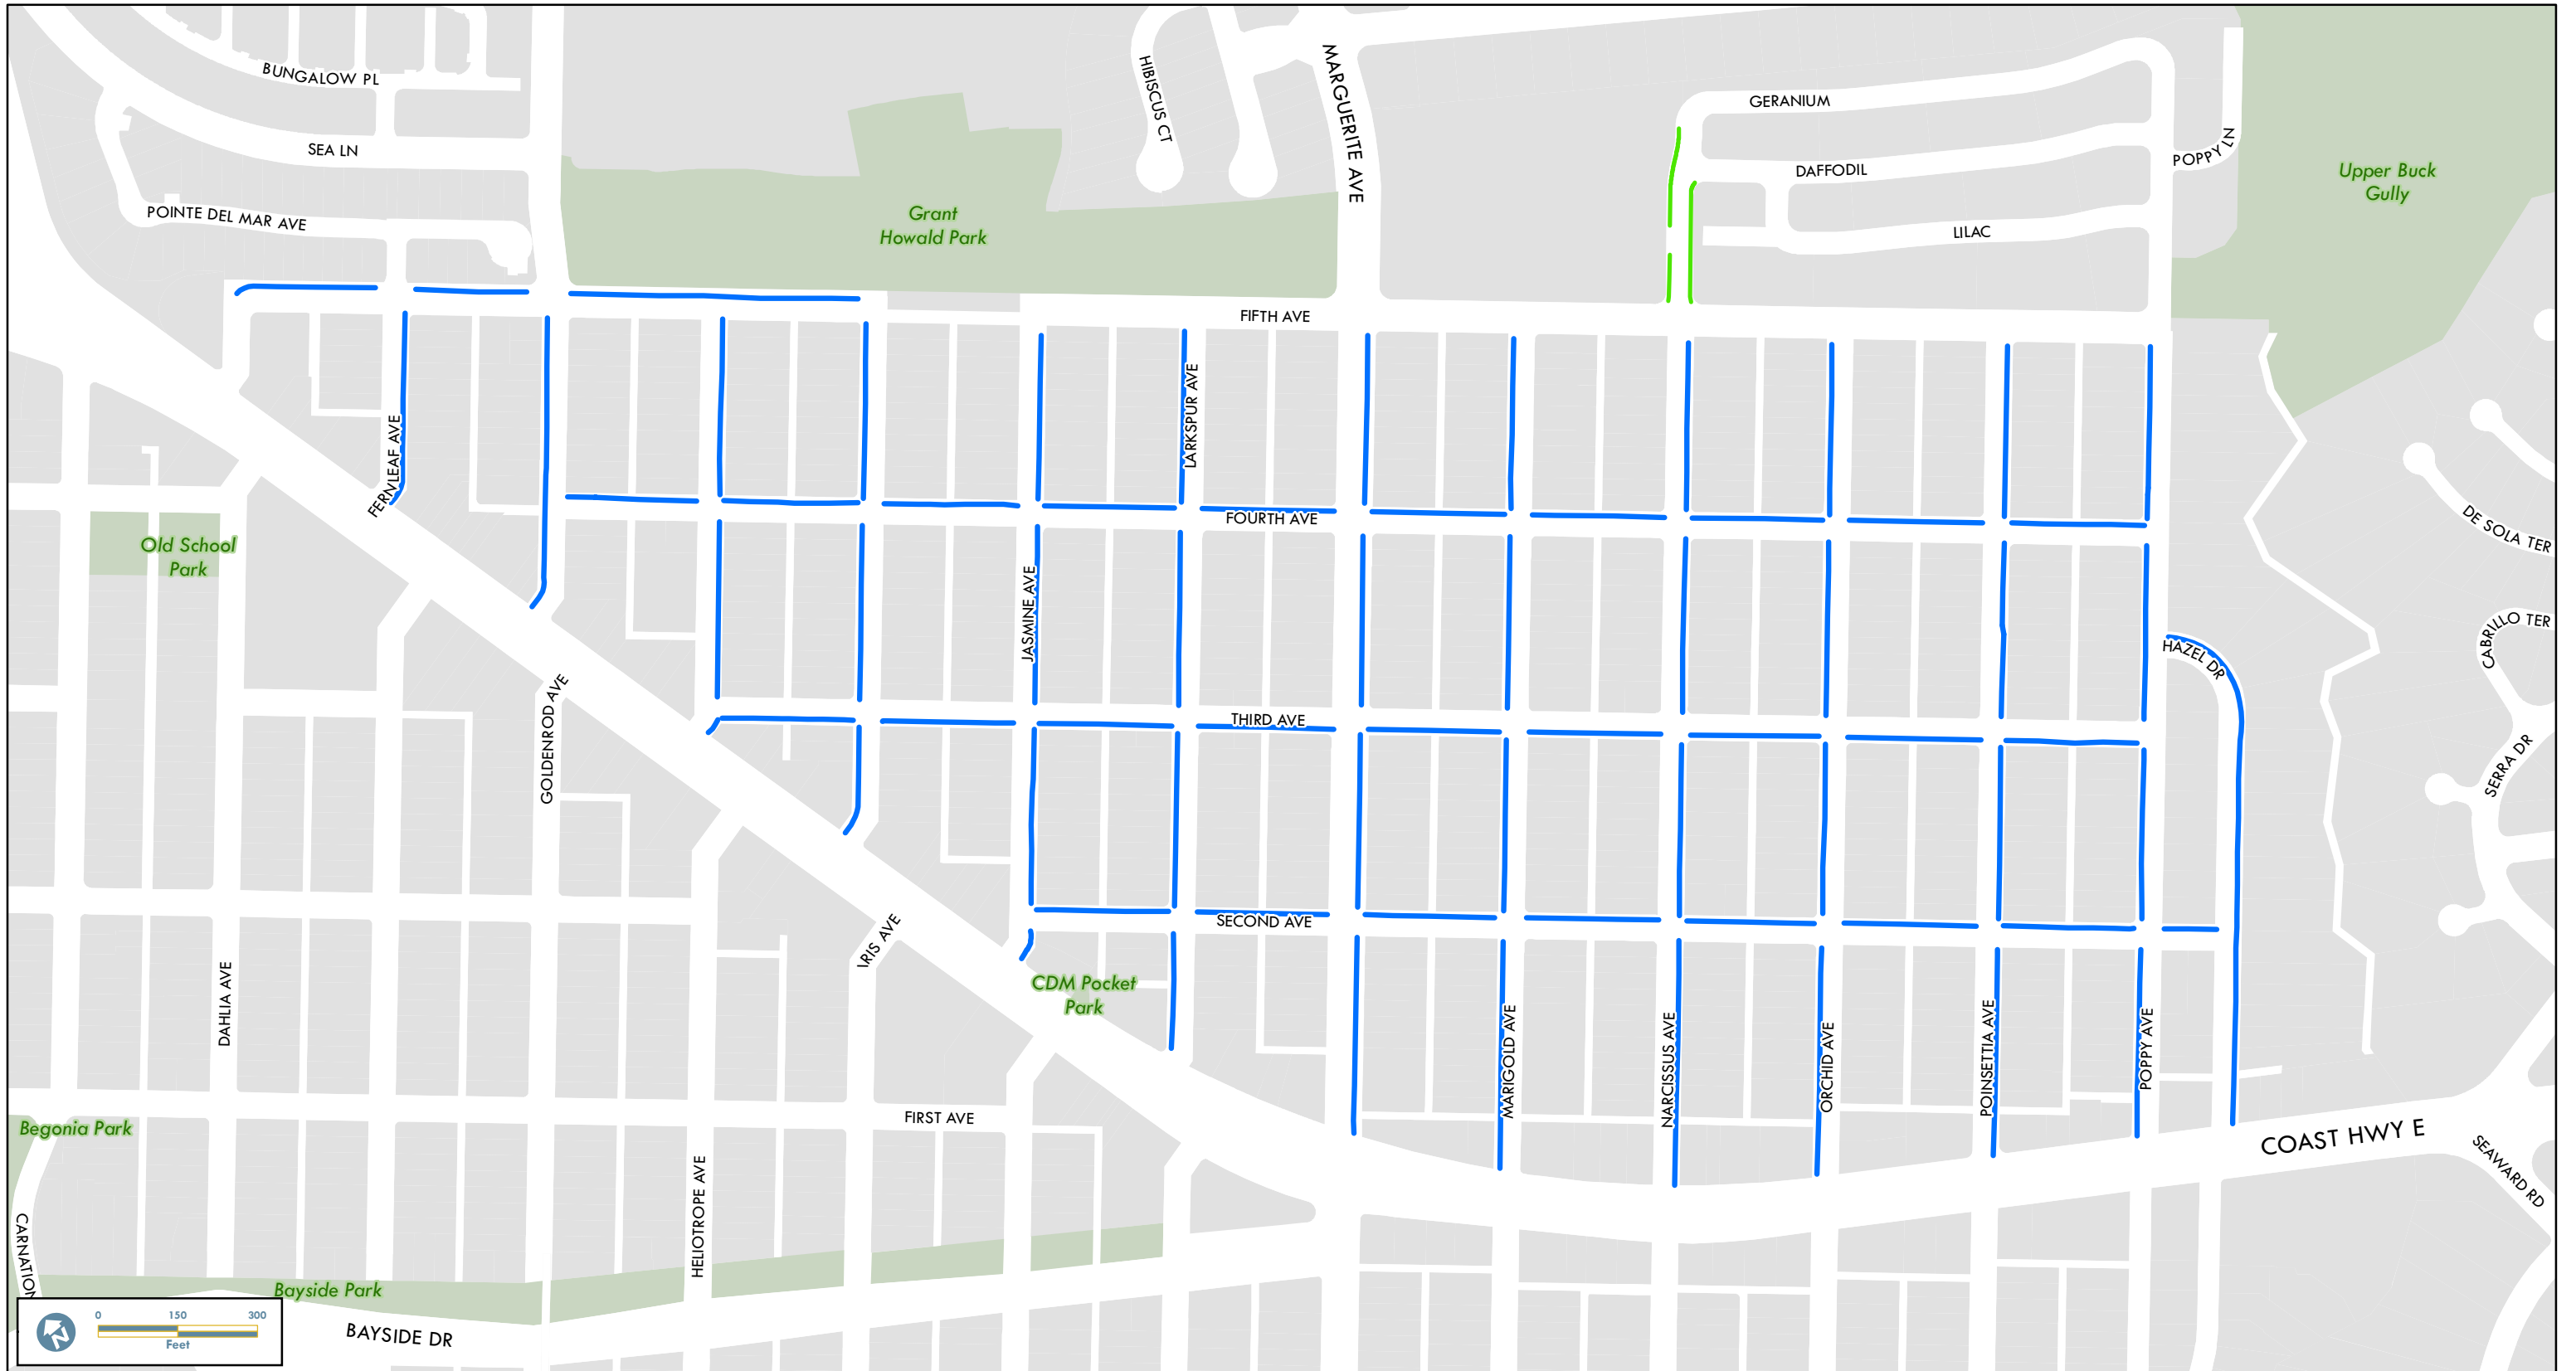 BUNGALOW PL
SEA LN
POINTE DEL MAR AVE
HIBISCUS CT
MARGUERITE AVE
GERANIUM
DAFFODIL
LILAC
POPPY LN
Upper Buck
Gully
Grant
Howald Park
FIFTH AVE
FERNLEAF AVE
LARKSPUR AVE
FOURTH AVE
Old School
Park
JASMINE AVE
DE SOLA TER
CABRILLO TER
HAZEL DR
SERRA DR
GOLDENROD AVE
THIRD AVE
IRIS AVE
SECOND AVE
CDM Pocket
Park
DAHLIA AVE
MARIGOLD AVE
NARCISSUS AVE
ORCHID AVE
POINSETTIA AVE
POPPY AVE
FIRST AVE
Begonia Park
COAST HWY E
SEAWARD RD
HELIOTROPE AVE
CARNATION
Bayside Park
BAYSIDE DR
0 150 300
Feet